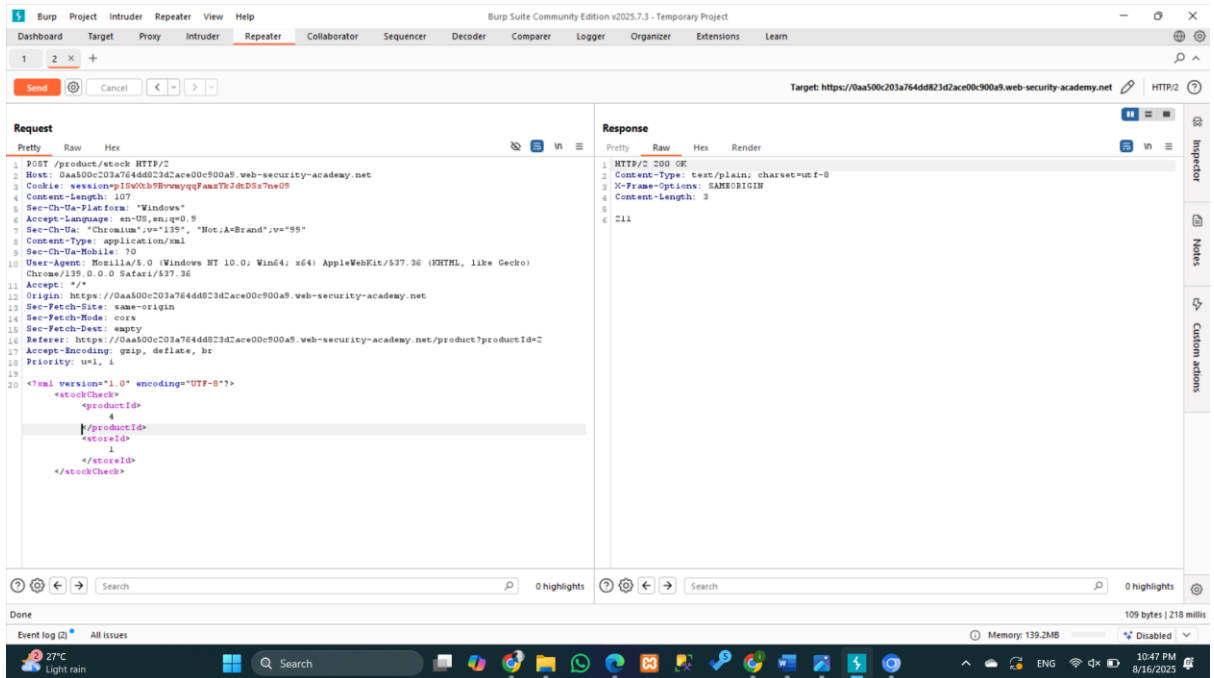 Burp Project Intruder Repeater View Help
Burp Suite Community Edition v2025.7.3 - Temporary Project
Dashboard Target Proxy Intruder Repeater Collaborator Sequencer Decoder Comparer Logger Organizer Extensions Learn
1 2 × +
Send Cancel < >
Target: https://0aa500c203a764dd823d2ace00c900a9.web-security-academy.net HTTP/2
Request
Pretty Raw Hex
\n
1 POST /product/stock HTTP/2
2 Host: 0aa500c203a764dd823d2ace00c900a9.web-security-academy.net
3 Cookie: session=
4 Content-Length: 107
5 Sec-Ch-Ua-Platform: "Windows"
6 Accept-Language: en-US,en;q=0.9
7 Sec-Ch-Ua: "Chromium";v="139", "Not;A=Brand";v="99"
8 Content-Type: application/xml
9 Sec-Ch-Ua-Mobile: ?0
10 User-Agent: Mozilla/5.0 (Windows NT 10.0; Win64; x64) AppleWebKit/537.36 (KHTML, like Gecko)
Chrome/139.0.0.0 Safari/537.36
11 Accept: */*
12 Origin: https://0aa500c203a764dd823d2ace00c900a9.web-security-academy.net
13 Sec-Fetch-Site: same-origin
14 Sec-Fetch-Mode: cors
15 Sec-Fetch-Dest: empty
16 Referer: https://0aa500c203a764dd823d2ace00c900a9.web-security-academy.net/product?productId=2
17 Accept-Encoding: gzip, deflate, br
18 Priority: u=1, i
19
20 <?xml version="1.0" encoding="UTF-8"?>
<stockCheck>
<productId>
4
</productId>
<storeId>
1
</storeId>
</stockCheck>
Response
Pretty Raw Hex Render
\n
1 HTTP/2 200 OK
2 Content-Type: text/plain; charset=utf-8
3 X-Frame-Options: SAMEORIGIN
4 Content-Length: 3
5
6 211
Inspector
Notes
Custom actions
Search 0 highlights
Search 0 highlights
Done
109 bytes | 218 millis
Event log (2) All issues
Memory: 139.2MB Disabled
2 27°C
Light rain
Search
5
ENG
10:47 PM
8/16/2025